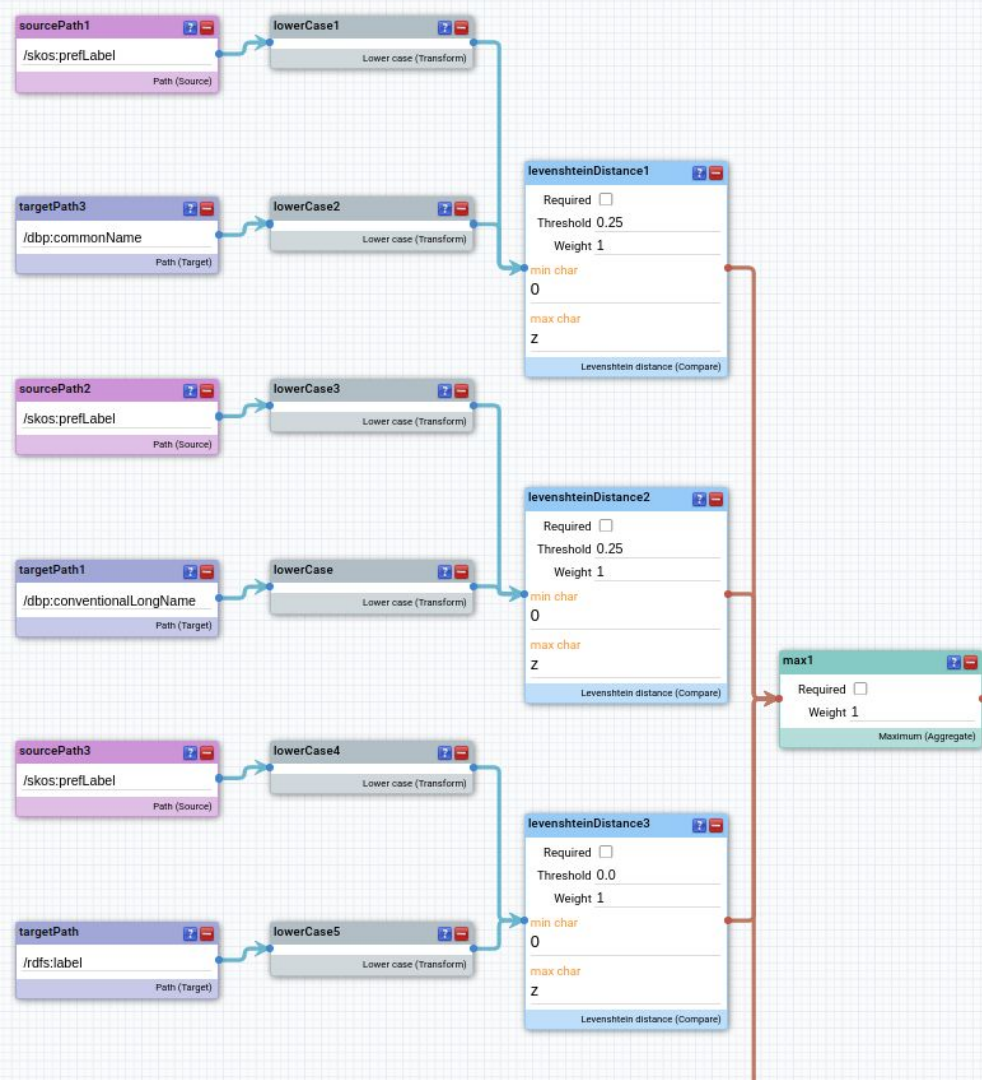 sourcePath1
/skos:prefLabel
Path (Source)
lowerCase1
Lower case (Transform)
targetPath3
/dbp:commonName
Path (Target)
lowerCase2
Lower case (Transform)
levenshteinDistance1
Required
Threshold 0.25
Weight 1
min char
0
max char
z
Levenshtein distance (Compare)
sourcePath2
/skos:prefLabel
Path (Source)
lowerCase3
Lower case (Transform)
targetPath1
/dbp:conventionalLongName
Path (Target)
lowerCase
Lower case (Transform)
levenshteinDistance2
Required
Threshold 0.25
Weight 1
min char
0
max char
z
Levenshtein distance (Compare)
max1
Required
Weight 1
Maximum (Aggregate)
sourcePath3
/skos:prefLabel
Path (Source)
lowerCase4
Lower case (Transform)
targetPath
/rdfs:label
Path (Target)
lowerCase5
Lower case (Transform)
levenshteinDistance3
Required
Threshold 0.0
Weight 1
min char
0
max char
z
Levenshtein distance (Compare)